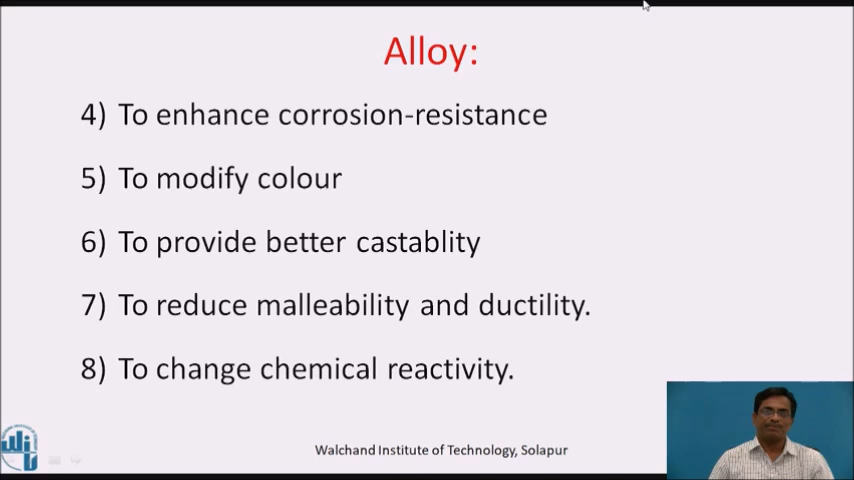 Alloy:
4) To enhance corrosion-resistance
5) To modify colour
6) To provide better castablity
7) To reduce malleability and ductility.
8) To change chemical reactivity.
Walchand Institute of Technology, Solapur